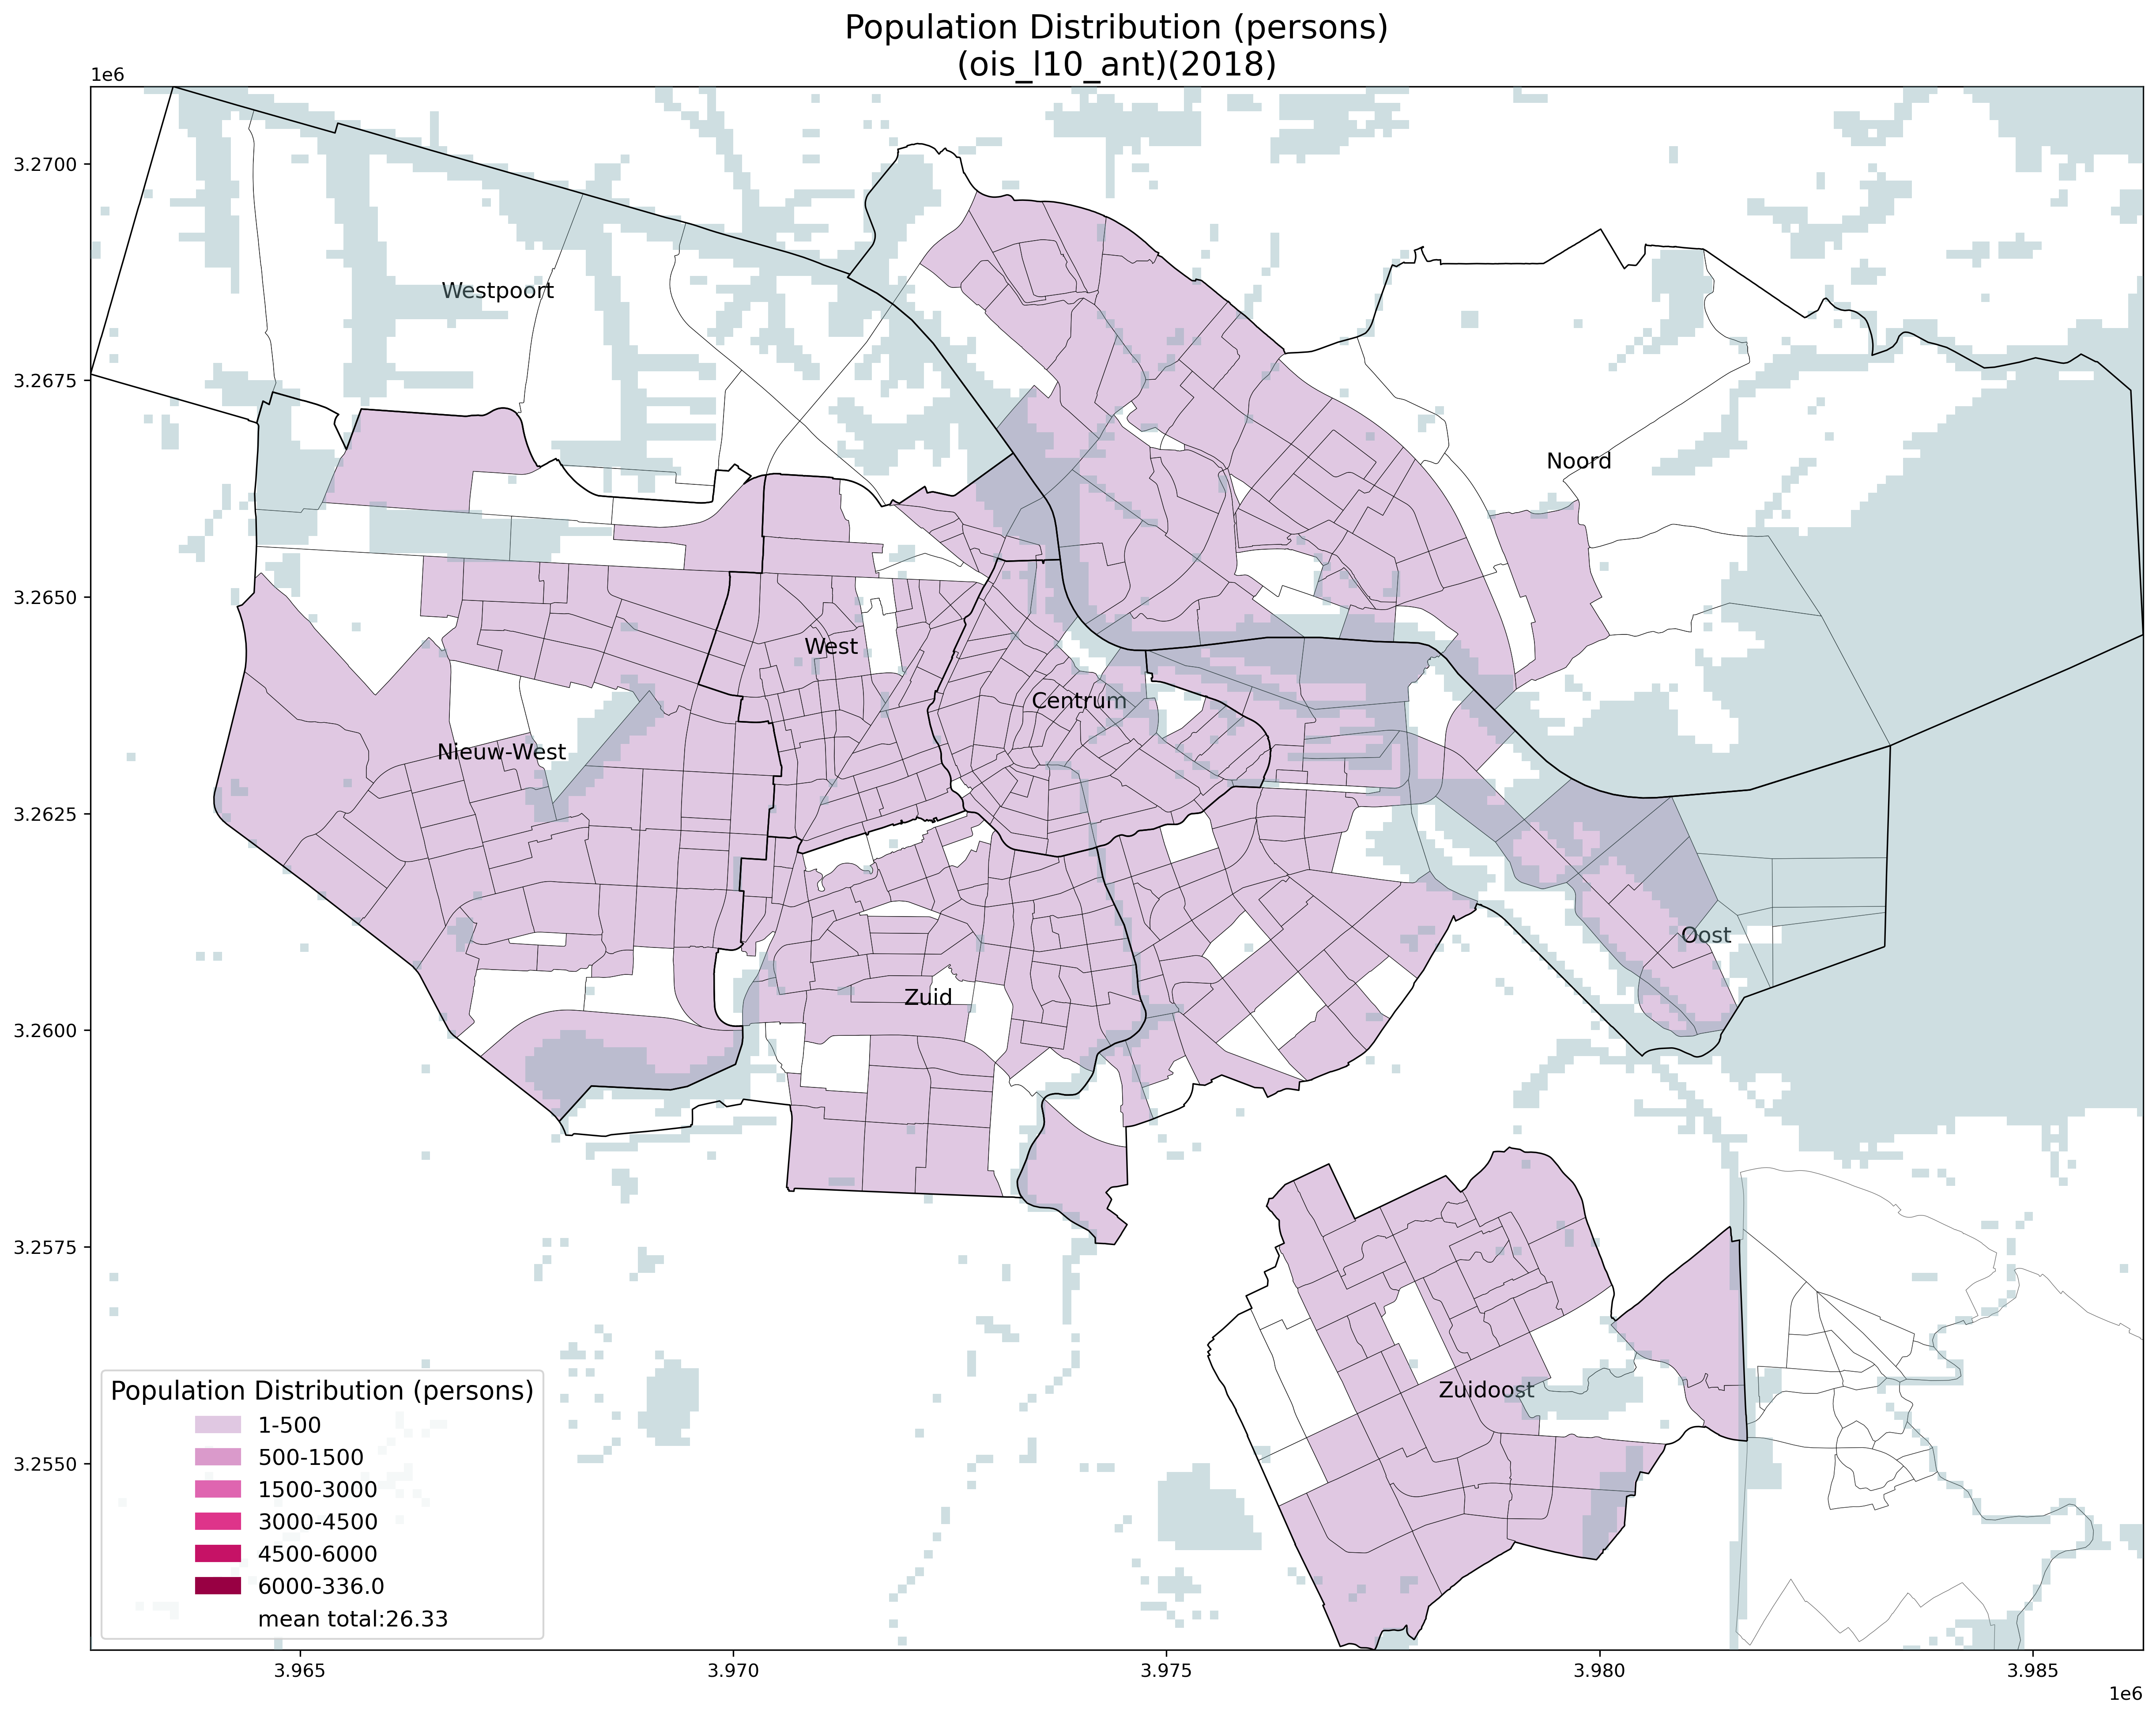 Population Distribution (persons)
(ois_l10_ant)(2018)
1e6
3.2700
3.2675
3.2650
3.2625
3.2600
3.2575
3.2550
Westpoort
Noord
West
Centrum
Nieuw-West
Oost
Zuid
Zuidoost
Population Distribution (persons)
1-500
500-1500
1500-3000
3000-4500
4500-6000
6000-336.0
mean total:26.33
3.965
3.970
3.975
3.980
3.985
1e6